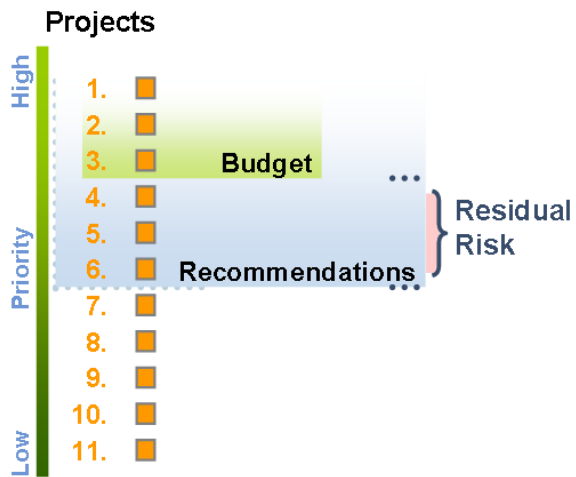 Projects
High
1.
2.
3. Budget
4.
Residual
Risk
5.
Priority
6. Recommendations
7.
8.
9.
10.
Low
11.